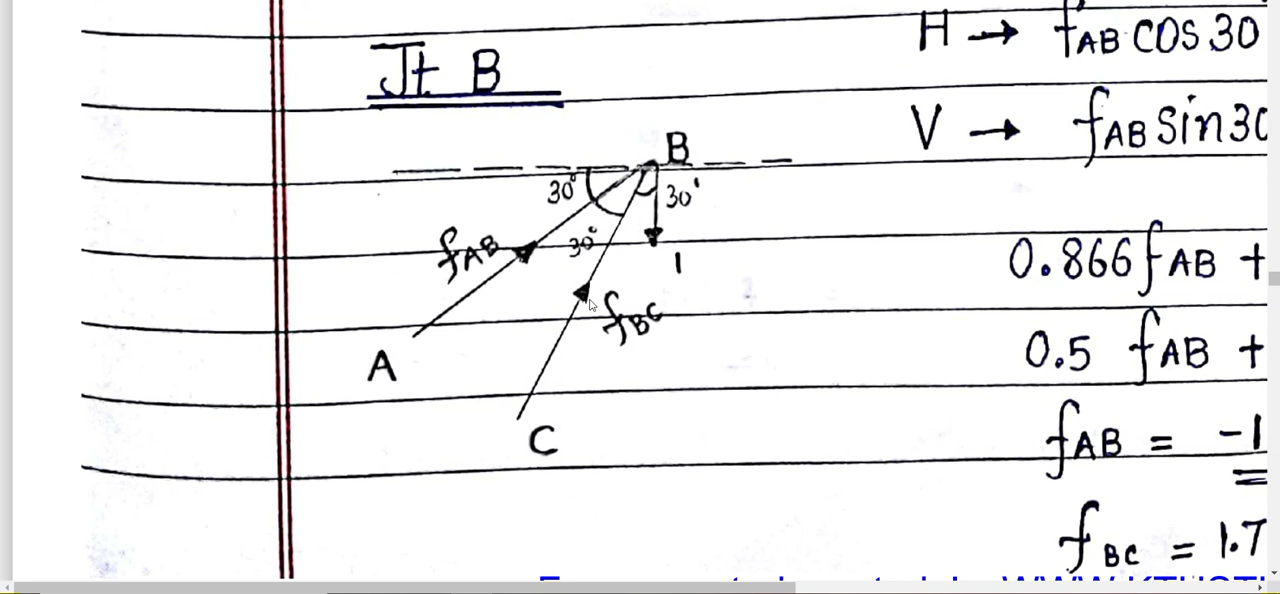 H → fAB COS 30
Jt B
V → fAB Sin 30
B
30°
30'
fAB
30°
1
0.866 fAB +
fBC
A
0.5 fAB +
C
fAB = -1
fBC = 1.7